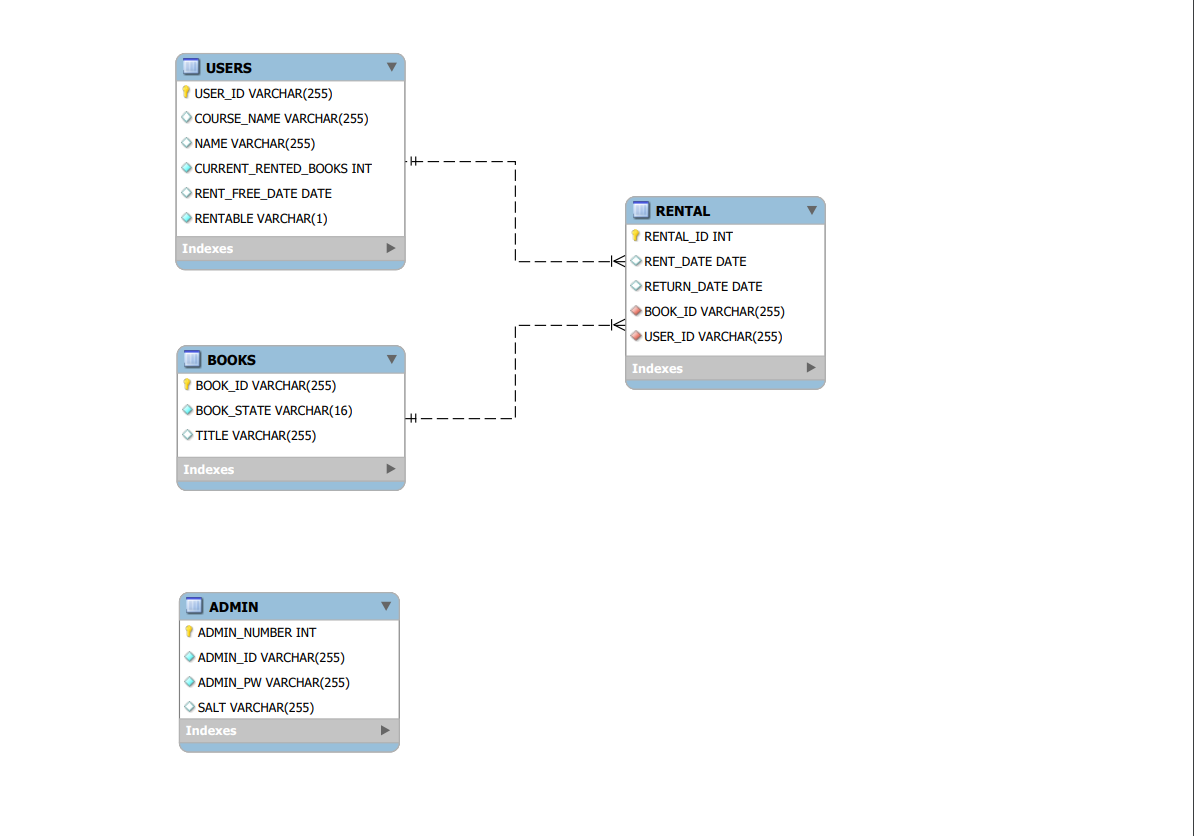 USERS
USER_ID VARCHAR(255)
COURSE_NAME VARCHAR(255)
NAME VARCHAR(255)
CURRENT_RENTED_BOOKS INT
RENT_FREE_DATE DATE
RENTABLE VARCHAR(1)
Indexes
RENTAL
RENTAL_ID INT
RENT_DATE DATE
RETURN_DATE DATE
BOOK_ID VARCHAR(255)
USER_ID VARCHAR(255)
Indexes
BOOKS
BOOK_ID VARCHAR(255)
BOOK_STATE VARCHAR(16)
TITLE VARCHAR(255)
Indexes
ADMIN
ADMIN_NUMBER INT
ADMIN_ID VARCHAR(255)
ADMIN_PW VARCHAR(255)
SALT VARCHAR(255)
Indexes